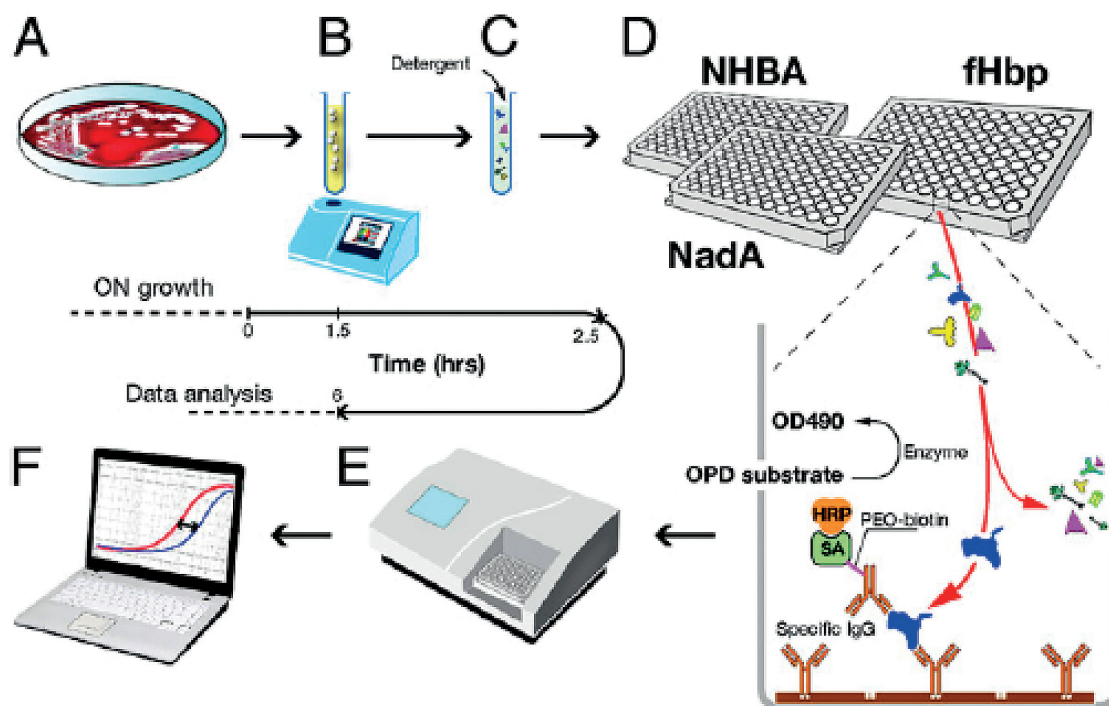 A
B
C
D
Detergent
NHBA
fHbp
NadA
ON growth
0
1.5
2.5
Time (hrs)
Data analysis
6
OD490
Enzyme
OPD substrate
HRP
PEO-biotin
SA
Specific IgG
F
E